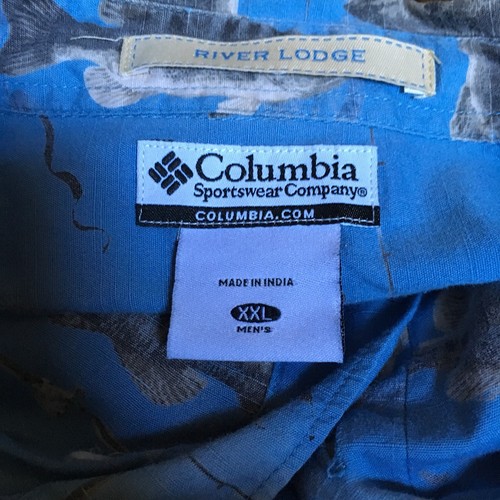 RIVER LODGE
Columbia
Sportswear Company®
COLUMBIA.COM
MADE IN INDIA
XXL
MEN'S